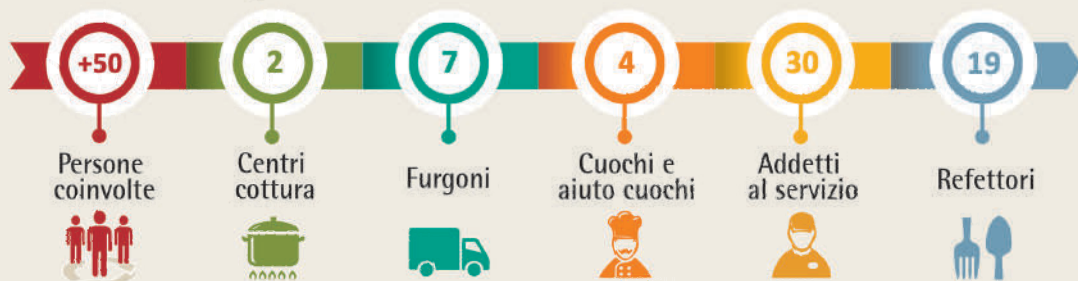 +50
2
7
4
30
19
Persone
coinvolte
Centri
cottura
Furgoni
Cuochi e
aiuto cuochi
Addetti
al servizio
Refettori